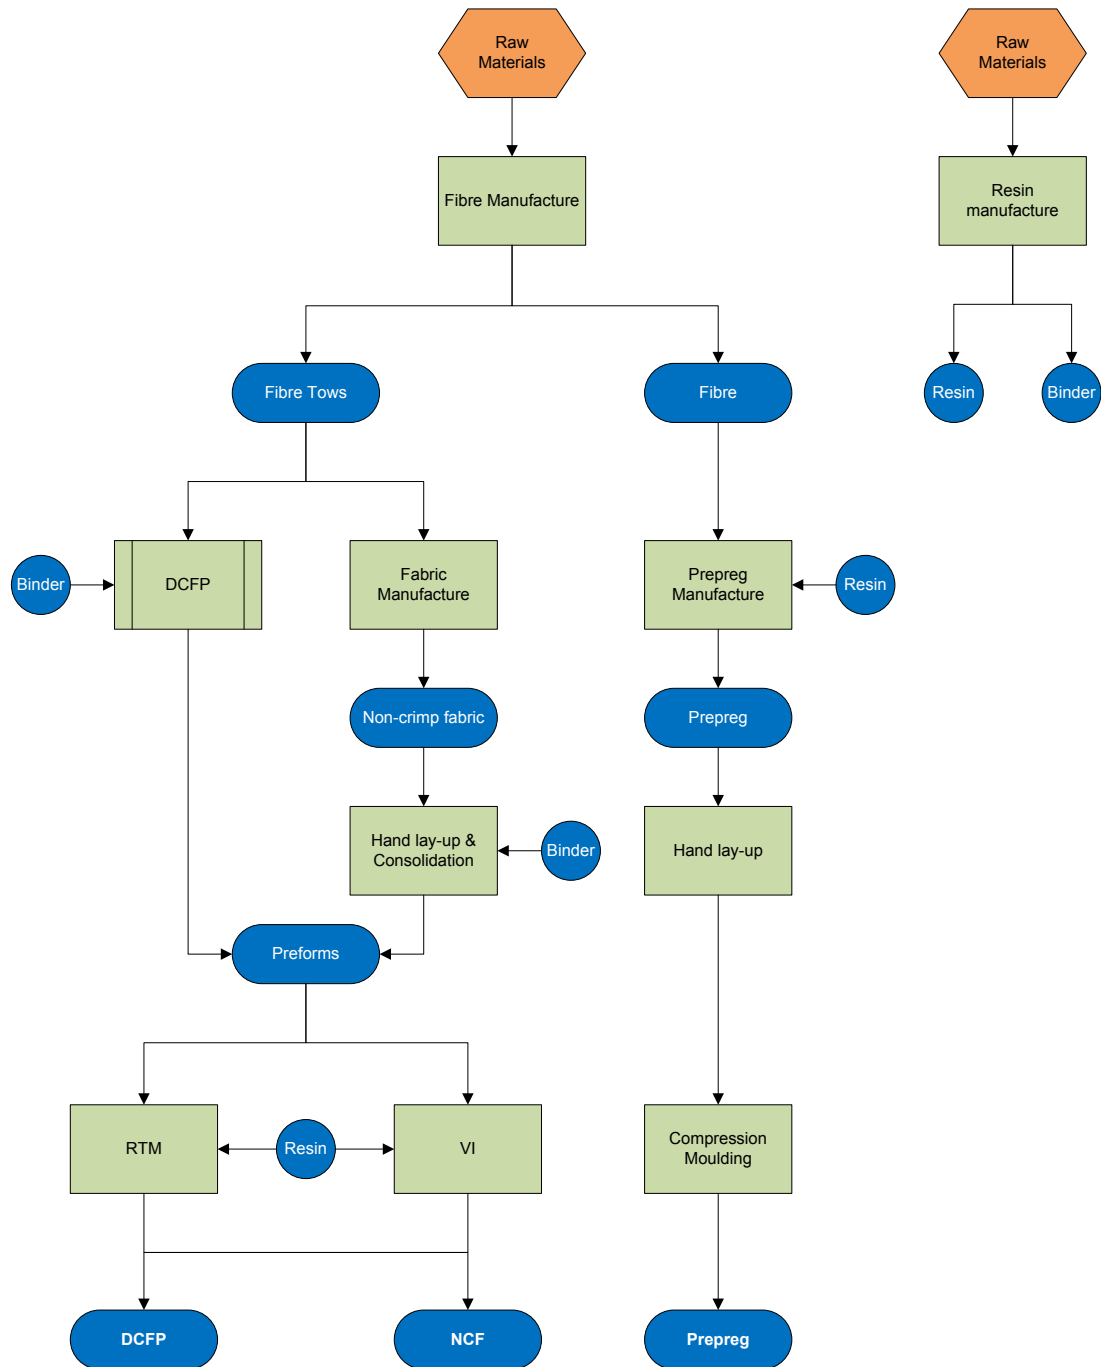 Raw
Materials
Raw
Materials
Fibre Manufacture
Resin
manufacture
Fibre Tows
Fibre
Resin
Binder
Binder
DCFP
Fabric
Manufacture
Prepreg
Manufacture
Resin
Non-crimp fabric
Prepreg
Hand lay-up &
Consolidation
Binder
Hand lay-up
Preforms
RTM
Resin
VI
Compression
Moulding
DCFP
NCF
Prepreg